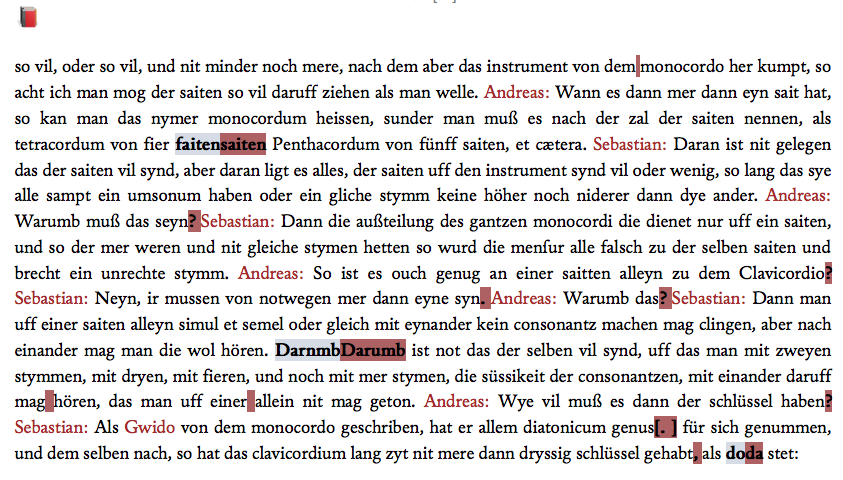 so vil, oder so vil, und nit minder noch mere, nach dem aber das instrument von dem monocordo her kumpt, so
acht ich man mog der saiten so vil daruff ziehen als man welle. Andreas: Wann es dann mer dann eyn sait hat,
so kan man das nymer monocordum heissen, sunder man muß es nach der zal der saiten nennen, als
tetracordum von fier faitensaiten Penthacordum von fünff saiten, et cætera. Sebastian: Daran ist nit gelegen
das der saiten vil synd, aber daran ligt es alles, der saiten uff den instrument synd vil oder wenig, so lang das sye
alle sampt ein umsonum haben oder ein gliche stymm keine höher noch niderer dann dye ander. Andreas:
Warumb muß das seyn? Sebastian: Dann die außteilung des gantzen monocordi die dienet nur uff ein saiten,
und so der mer weren und nit gleiche stymen hetten so wurd die menſur alle falsch zu der selben saiten und
brecht ein unrechte stymm. Andreas: So ist es ouch genug an einer saitten alleyn zu dem Clavicordio?
Sebastian: Neyn, ir mussen von notwegen mer dann eyne syn. Andreas: Warumb das? Sebastian: Dann man
uff einer saiten alleyn simul et semel oder gleich mit eynander kein consonantz machen mag clingen, aber nach
einander mag man die wol hören. DarnmbDarumb ist not das der selben vil synd, uff das man mit zweyen
stymmen, mit dryen, mit fieren, und noch mit mer stymen, die süssikeit der consonantzen, mit einander daruff
mag hören, das man uff einer allein nit mag geton. Andreas: Wye vil muß es dann der schlüssel haben?
Sebastian: Als Gwido von dem monocordo geschriben, hat er allem diatonicum genus[. ] für sich genummen,
und dem selben nach, so hat das clavicordium lang zyt nit mere dann dryssig schlüssel gehabt, als doda stet: